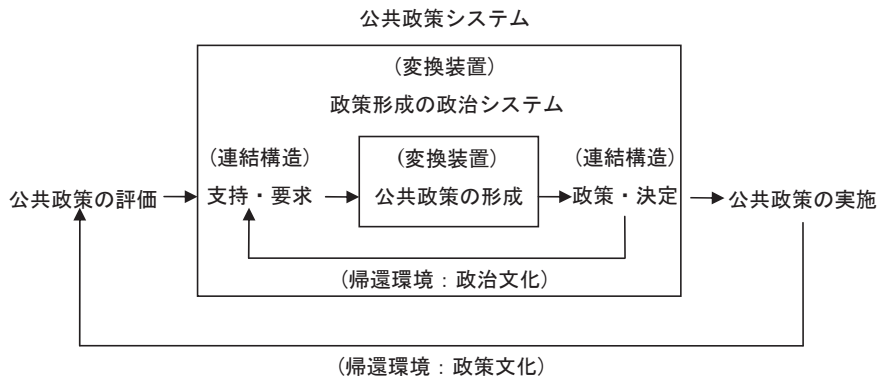 公共政策システム
(変換装置)
政策形成の政治システム
(連結構造) (変換装置) (連結構造)
公共政策の評価 支持・要求 公共政策の形成 政策・決定 公共政策の実施
(帰還環境:政治文化)
(帰還環境:政策文化)